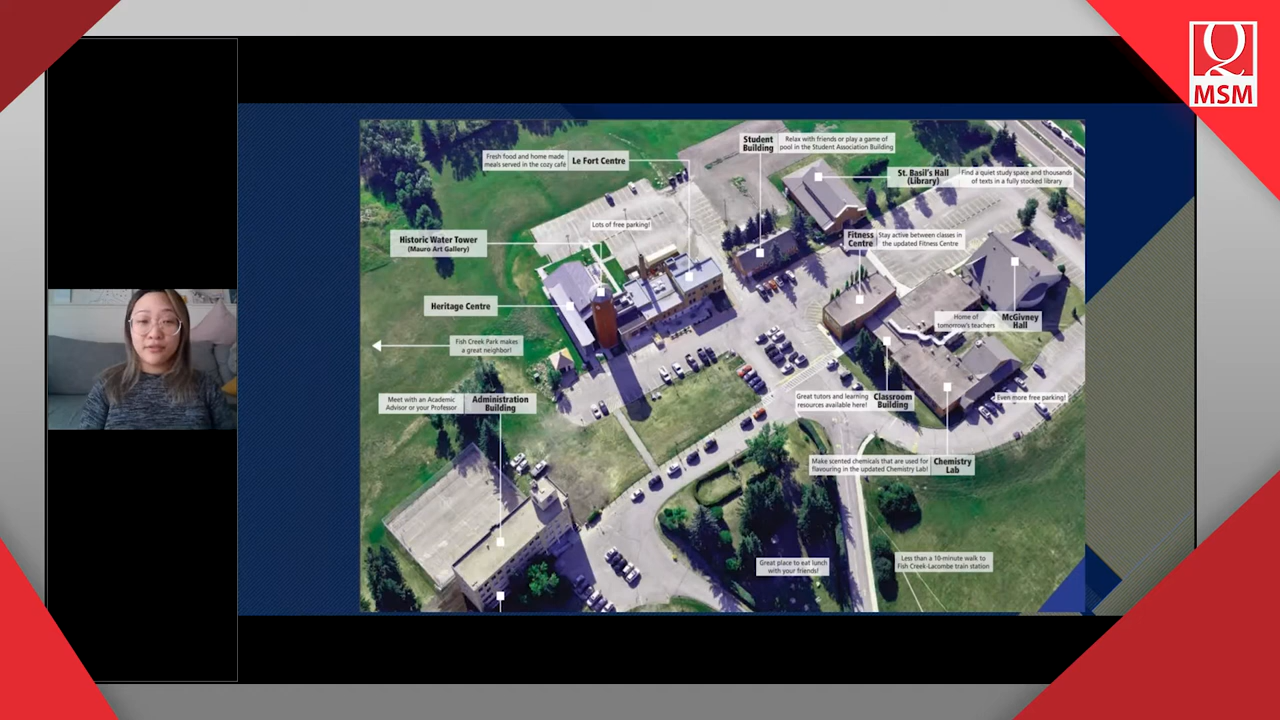 MSM
Student
Building
Relax with friends or play a game of
pool in the Student Association Building
Fresh food and home made
meals served in the cozy café
Le Fort Centre
St. Basil's Hall
(Library)
Find a quiet study space and thousands
of texts in a fully stocked library
Lots of free parking!
Historic Water Tower
(Mauro Art Gallery)
Fitness
Centre
Stay active between classes in
the updated Fitness Centre
Heritage Centre
Home of
tomorrow's teachers
McGivney
Hall
Fish Creek Park makes
a great neighbor!
Meet with an Academic
Advisor or your Professor
Administration
Building
Great tutors and learning
resources available here!
Classroom
Building
Even more free parking!
Make scented chemicals that are used for
flavouring in the updated Chemistry Lab!
Chemistry
Lab
Great place to eat lunch
with your friends!
Less than a 10-minute walk to
Fish Creek-Lacombe train station